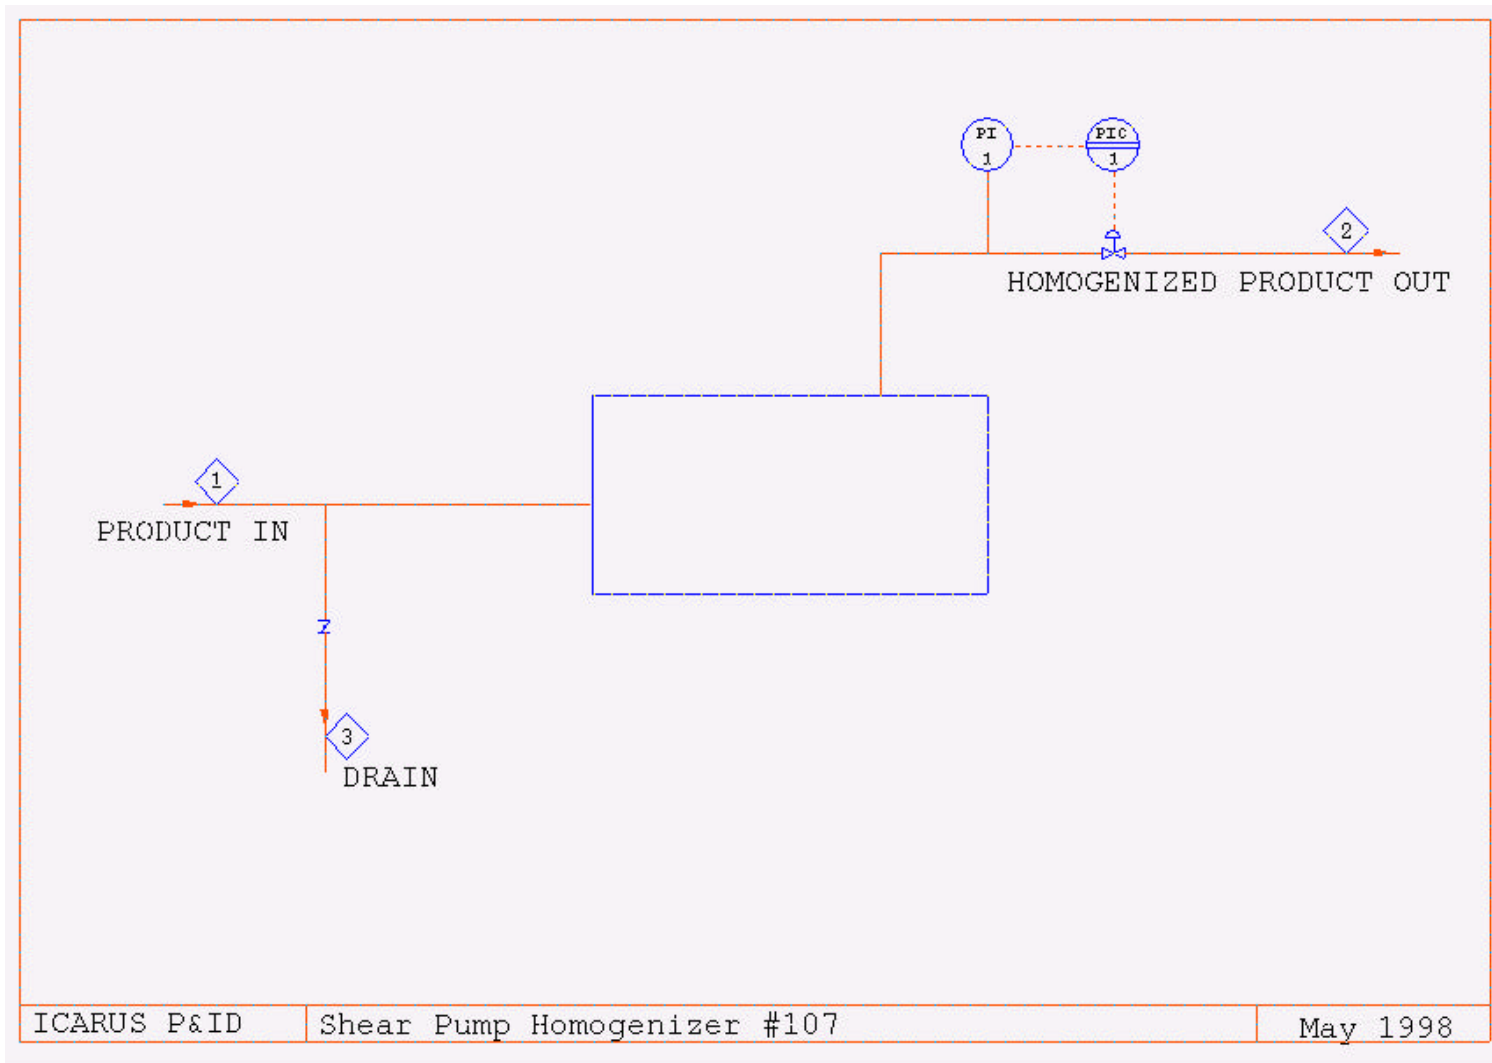 PI
1
PIC
1
2
HOMOGENIZED PRODUCT OUT
1
PRODUCT IN
3
DRAIN
ICARUS P&ID
Shear Pump Homogenizer #107
May 1998